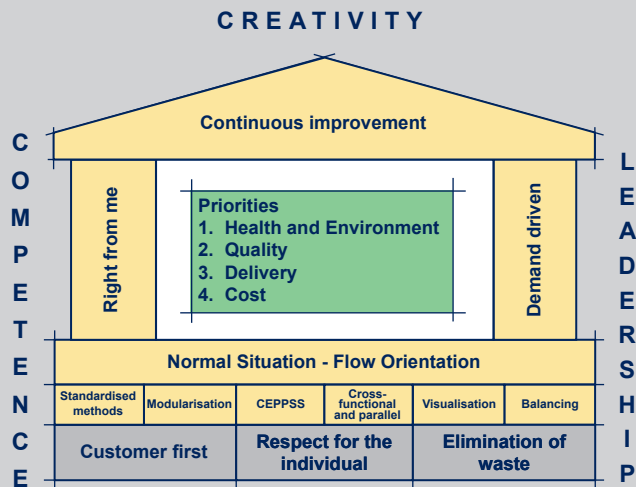 CREATIVITY
COMPETENCE
LEADERSHIP
Continuous improvement
Right from me
Priorities
1. Health and Environment
2. Quality
3. Delivery
4. Cost
Demand driven
Normal Situation - Flow Orientation
Standardised
methods
Modularisation
CEPPSS
Cross-
functional
and parallel
Visualisation
Balancing
Customer first
Respect for the
individual
Elimination of
waste